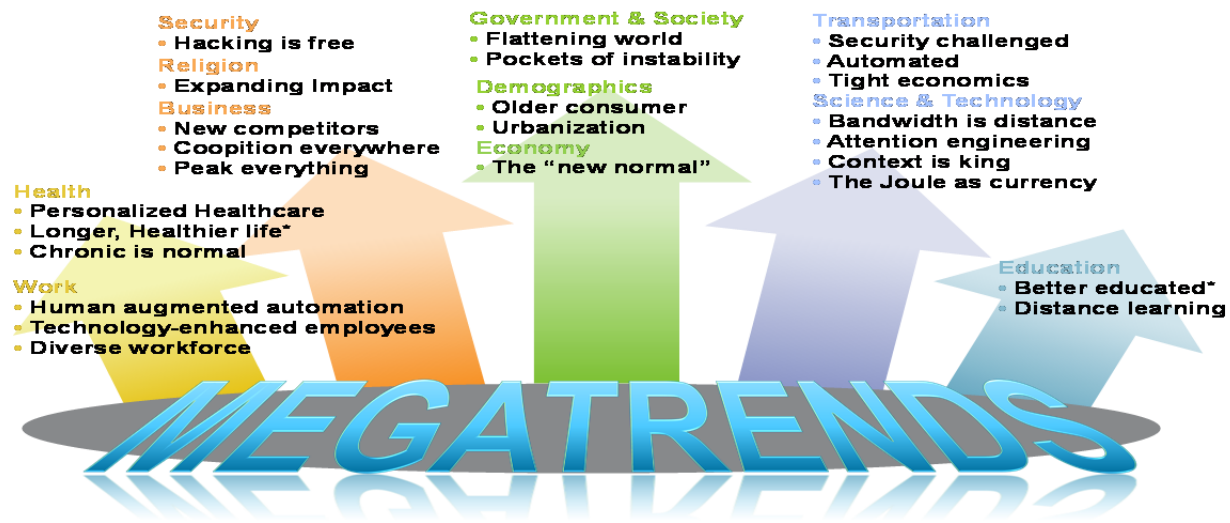 Security
• Hacking is free
Religion
• Expanding Impact
Business
• New competitors
• Coopition everywhere
• Peak everything
Government & Society
• Flattening world
• Pockets of instability
Demographics
• Older consumer
• Urbanization
Economy
• The “new normal”
Transportation
• Security challenged
• Automated
• Tight economics
Science & Technology
• Bandwidth is distance
• Attention engineering
• Context is king
• The Joule as currency
Health
• Personalized Healthcare
• Longer, Healthier life*
• Chronic is normal
Work
• Human augmented automation
• Technology-enhanced employees
• Diverse workforce
Education
• Better educated*
• Distance learning
MEGATRENDS